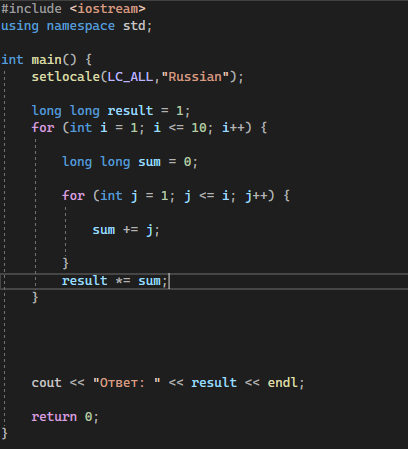 #include <iostream>
using namespace std;
int main() {
setlocale(LC_ALL,"Russian");
long long result = 1;
for (int i = 1; i <= 10; i++) {
long long sum = 0;
for (int j = 1; j <= i; j++) {
sum += j;
}
result *= sum;
}
cout << "Ответ: " << result << endl;
return 0;
}